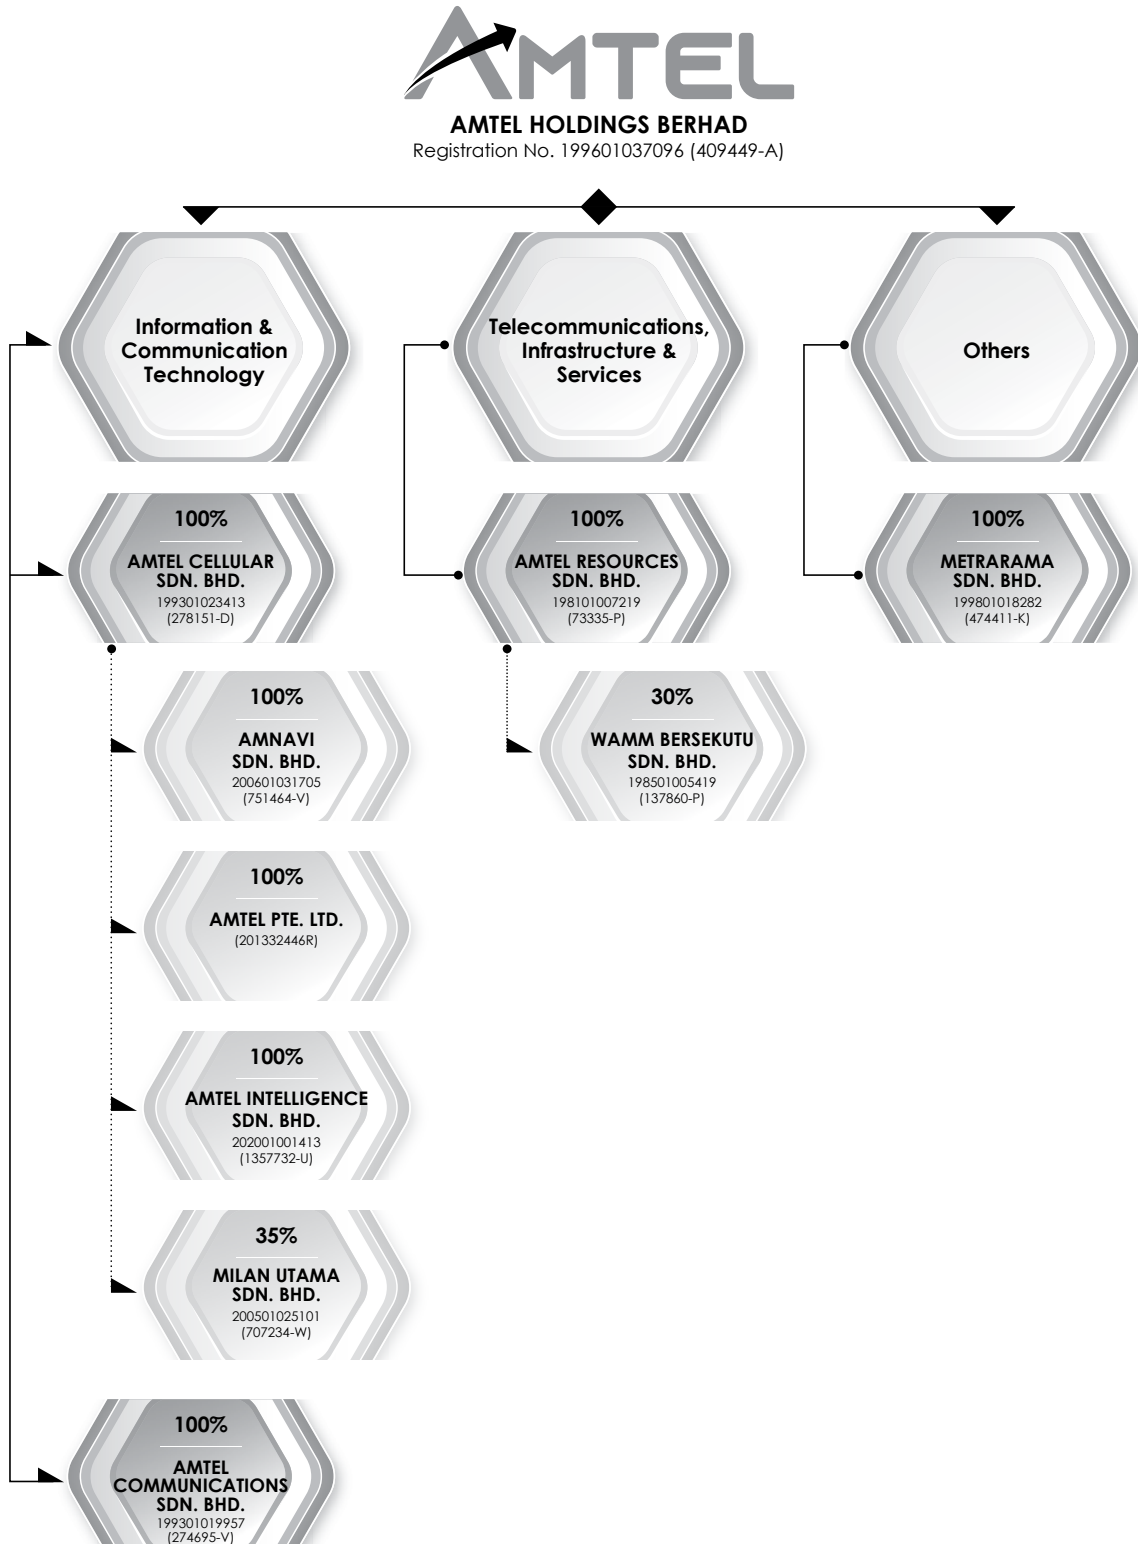 AMTEL
AMTEL HOLDINGS BERHAD
Registration No. 199601037096 (409449-A)
Information &
Communication
Technology
Telecommunications,
Infrastructure &
Services
Others
100%
AMTEL CELLULAR
SDN. BHD.
199301023413
(278151-D)
100%
AMTEL RESOURCES
SDN. BHD.
198101007219
(73335-P)
100%
METRARAMA
SDN. BHD.
199801018282
(474411-K)
100%
AMNAVI
SDN. BHD.
200601031705
(751464-V)
30%
WAMM BERSEKUTU
SDN. BHD.
198501005419
(137860-P)
100%
AMTEL PTE. LTD.
(201332446R)
100%
AMTEL INTELLIGENCE
SDN. BHD.
202001001413
(1357732-U)
35%
MILAN UTAMA
SDN. BHD.
200501025101
(707234-W)
100%
AMTEL
COMMUNICATIONS
SDN. BHD.
199301019957
(274695-V)